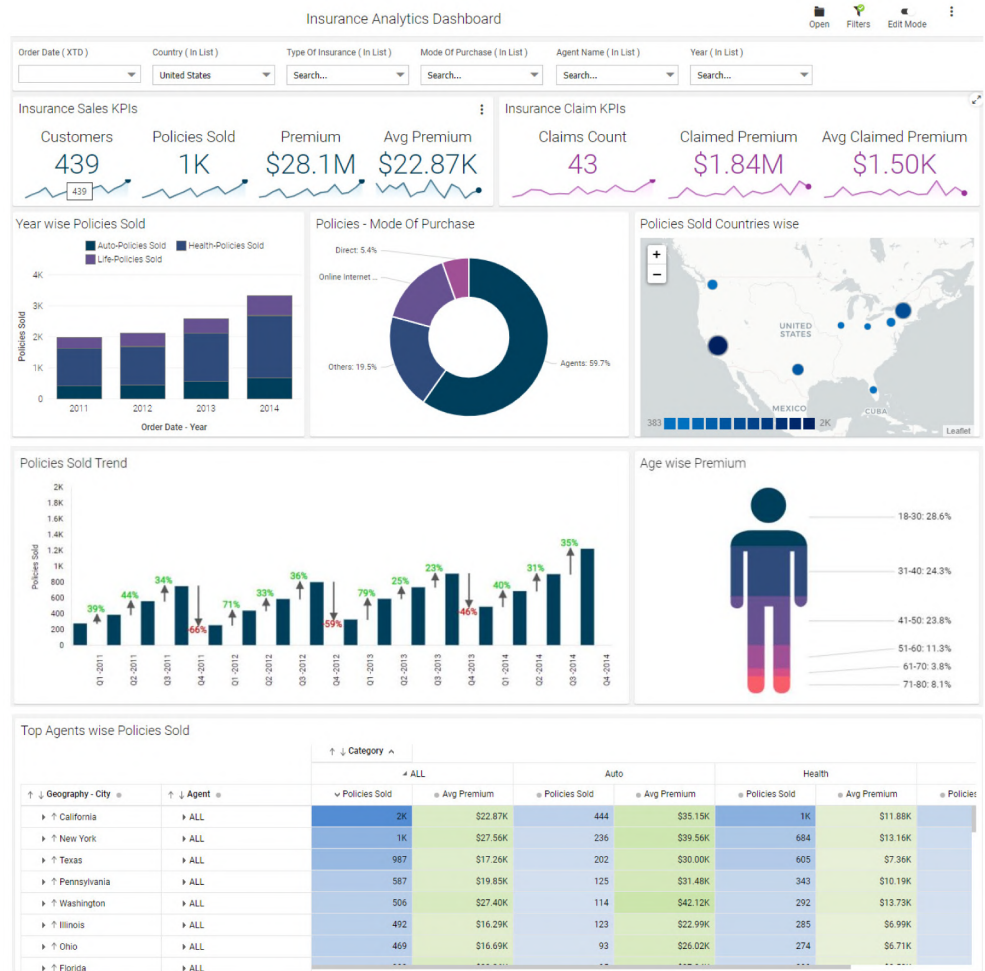 Insurance Analytics Dashboard
Open Filters Edit Mode
Order Date ( XTD ) Country ( In List ) Type Of Insurance ( In List ) Mode Of Purchase ( In List ) Agent Name ( In List ) Year ( In List )
United States Search... Search... Search... Search...
Insurance Sales KPIs
Customers Policies Sold Premium Avg Premium
439 1K $28.1M $22.87K
439
Insurance Claim KPIs
Claims Count Claimed Premium Avg Claimed Premium
43 $1.84M $1.50K
Year wise Policies Sold
Auto-Policies Sold Health-Policies Sold
Life-Policies Sold
4K
3K
2K
1K
0
Policies Sold
2011 2012 2013 2014
Order Date - Year
Policies - Mode Of Purchase
Direct: 5.4%
Online Internet ...
Others: 19.5%
Agents: 59.7%
Policies Sold Countries wise
+
−
UNITED
STATES
MEXICO
CUBA
383 2K
Leaflet
Policies Sold Trend
2K
1.8K
1.6K
1.4K
1.2K
1K
800
600
400
200
0
Policies Sold
39% 44% 34% -66% 71% 33% 36% -59% 79% 25% 23% -46% 40% 31% 35%
Q1-2011 Q2-2011 Q3-2011 Q4-2011 Q1-2012 Q2-2012 Q3-2012 Q4-2012 Q1-2013 Q2-2013 Q3-2013 Q4-2013 Q1-2014 Q2-2014 Q3-2014 Q4-2014
Age wise Premium
18-30: 28.6%
31-40: 24.3%
41-50: 23.8%
51-60: 11.3%
61-70: 3.8%
71-80: 8.1%
Top Agents wise Policies Sold
Category
ALL Auto Health
Geography - City Agent Policies Sold Avg Premium Policies Sold Avg Premium Policies Sold Avg Premium Policies
California ALL 2K $22.87K 444 $35.15K 1K $11.88K
New York ALL 1K $27.56K 236 $39.56K 684 $13.16K
Texas ALL 987 $17.26K 202 $30.00K 605 $7.36K
Pennsylvania ALL 587 $19.85K 125 $31.48K 343 $10.19K
Washington ALL 506 $27.40K 114 $42.12K 292 $13.73K
Illinois ALL 492 $16.29K 123 $22.99K 285 $6.99K
Ohio ALL 469 $16.69K 93 $26.02K 274 $6.71K
Florida ALL